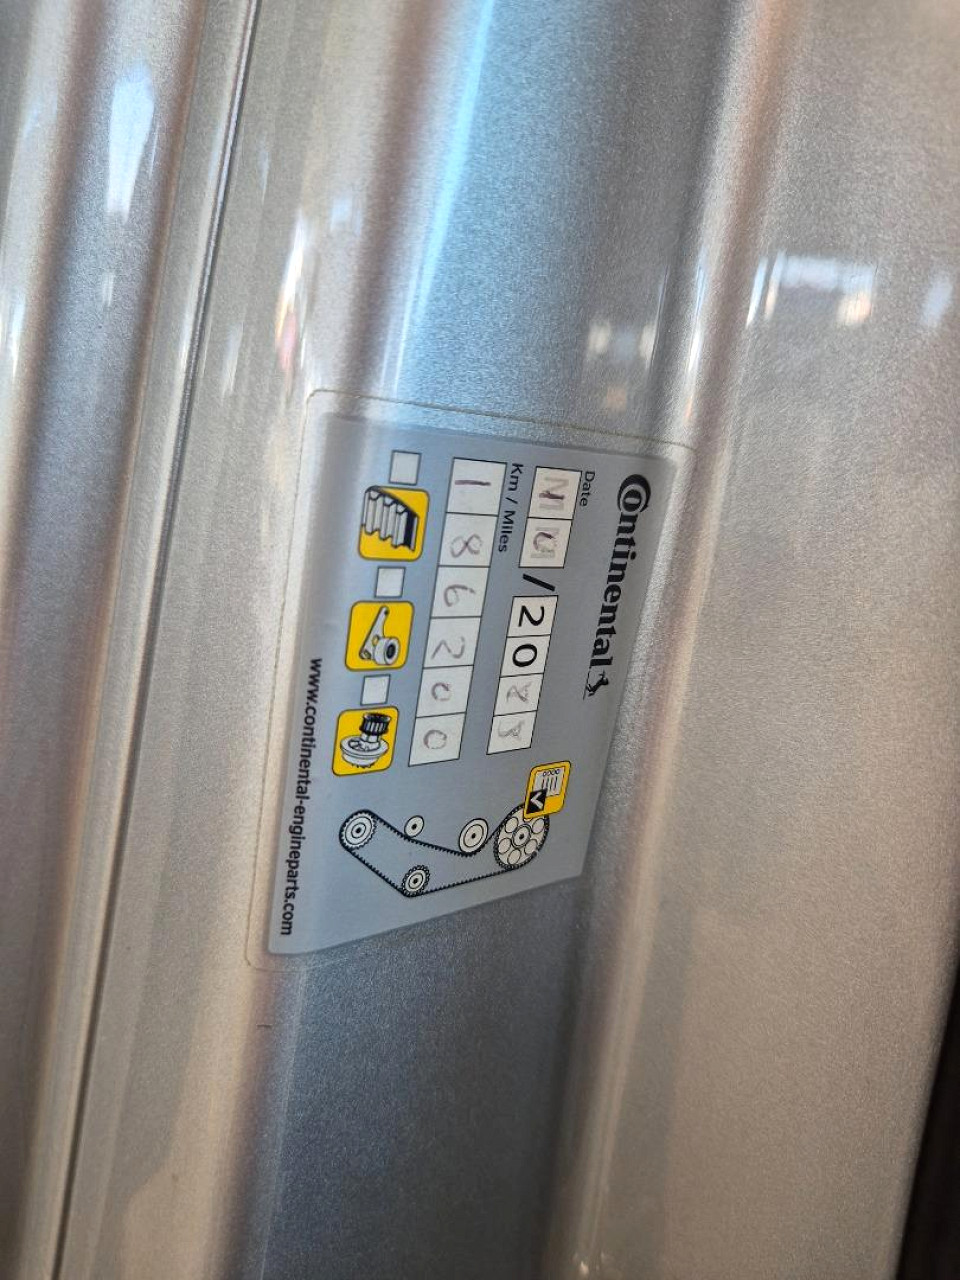 Continental
Date
/20
Km / Miles
186200
www.continental-engineparts.com